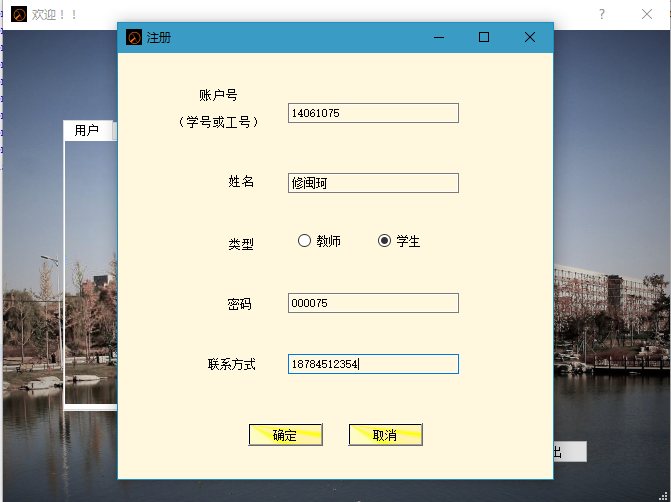 欢迎！！
注册
用户
账户号
（学号或工号）
14061075
姓名
修闽珂
类型
教师
学生
密码
000075
联系方式
18784512354
确定
取消
出